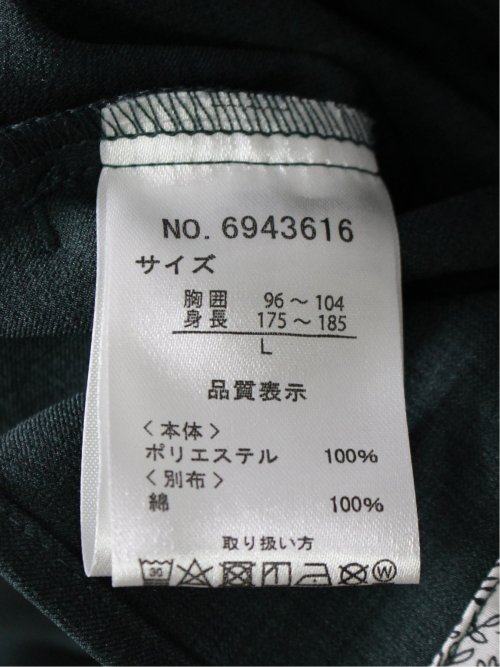 NO. 6943616
サイズ
胸囲 96～104
身長 175～185
L
品質表示
〈本体〉
ポリエステル 100%
〈別布〉
綿 100%
取り扱い方
30 W